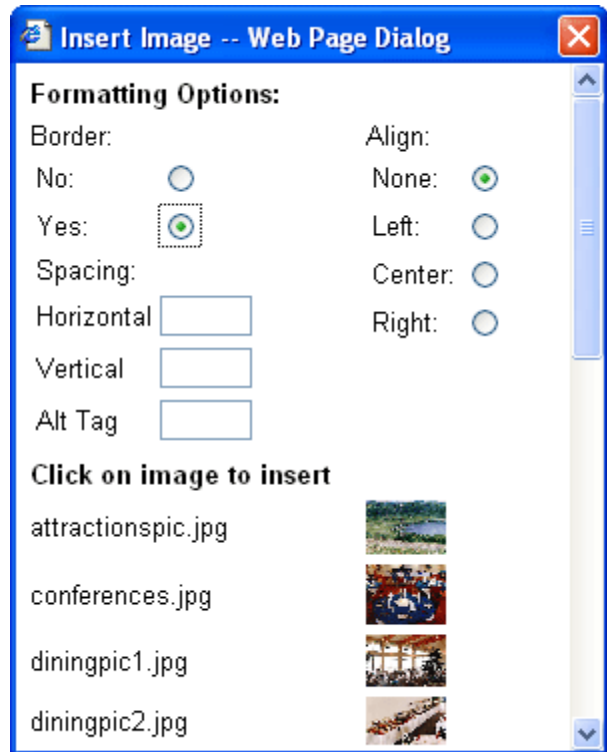 Insert Image -- Web Page Dialog
Formatting Options:
Border: Align:
No: None:
Yes: Left:
Spacing: Center:
Horizontal Right:
Vertical
Alt Tag
Click on image to insert
attractionspic.jpg
conferences.jpg
diningpic1.jpg
diningpic2.jpg